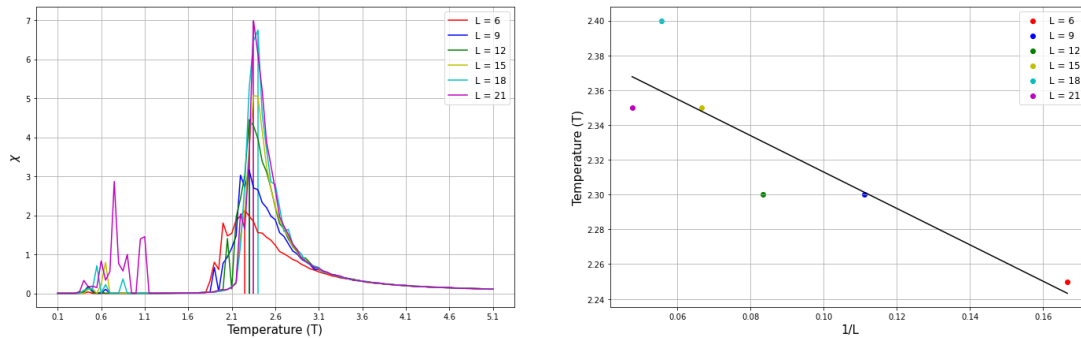 7
6
5
4
3
2
1
0
χ
0.1 0.6 1.1 1.6 2.1 2.6 3.1 3.6 4.1 4.6 5.1
Temperature (T)
L = 6
L = 9
L = 12
L = 15
L = 18
L = 21
2.40
2.38
2.36
2.34
2.32
2.30
2.28
2.26
2.24
Temperature (T)
0.06 0.08 0.10 0.12 0.14 0.16
1/L
L = 6
L = 9
L = 12
L = 15
L = 18
L = 21